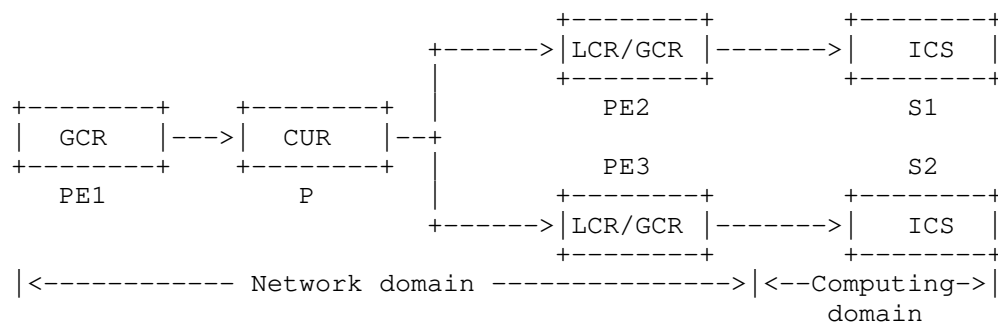 LCR/GCR ICS
PE2 S1
GCR CUR
PE3 S2
PE1 P
LCR/GCR ICS
Network domain Computing
domain